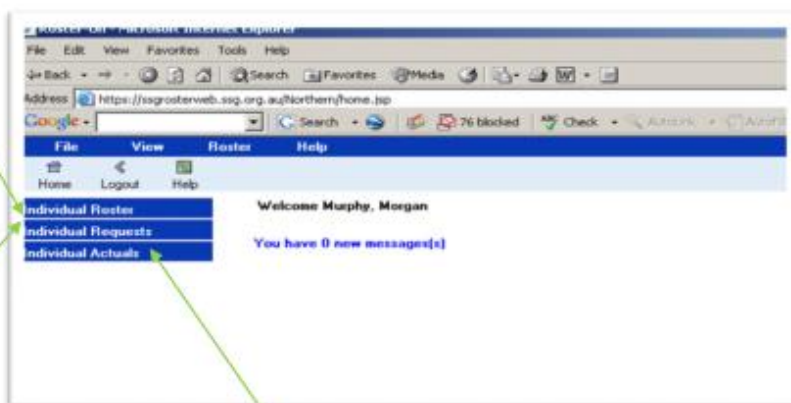 Roster-On - Microsoft Internet Explorer
File Edit View Favorites Tools Help
Back Search Favorites Media
Address https://ssgrosterweb.ssg.org.au/Northern/home.jsp
Google Search 76 blocked Check AutoLink
File View Roster Help
Home Logout Help
Individual Roster
Welcome Murphy, Morgan
Individual Requests
You have 0 new messages(s)
Individual Actuals